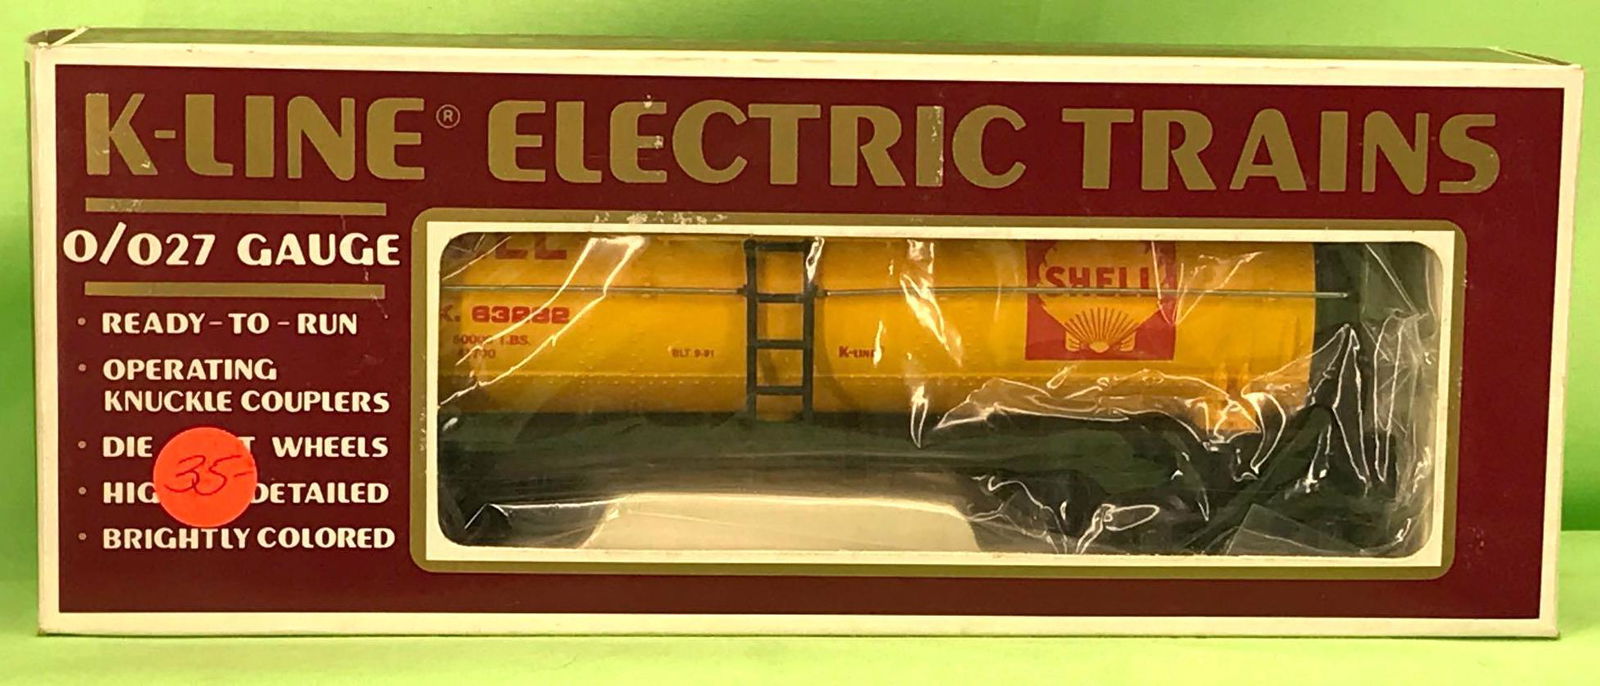 K-LINE® ELECTRIC TRAINS
O/O27 GAUGE
• READY-TO-RUN
• OPERATING
KNUCKLE COUPLERS
• DIE WHEELS
• DETAILED
• BRIGHTLY COLORED
35-
SHELL
BLT 9-91
K-LINE
LBS.